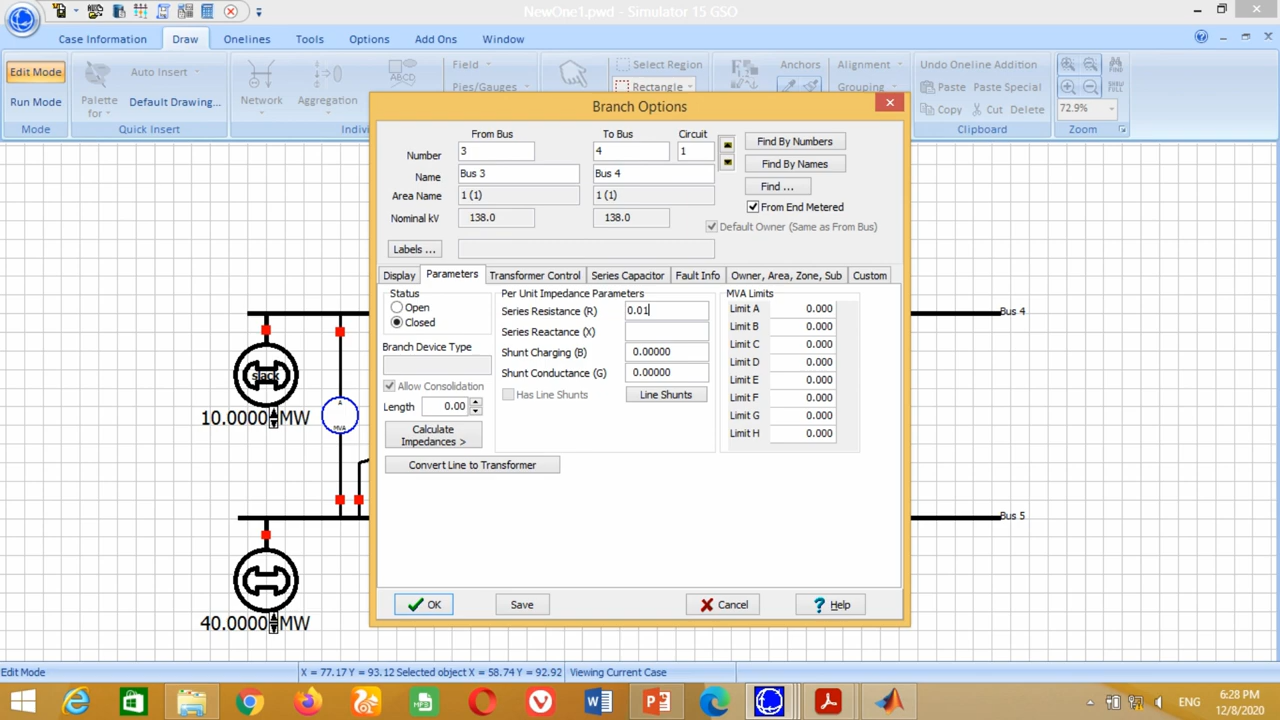 NewOne1.pwd - Simulator 15 GSO
Case Information Draw Onelines Tools Options Add Ons Window
Edit Mode
Run Mode
Mode
Palette for
Auto Insert
Default Drawing...
Quick Insert
Network
Aggregation
ABCD
Indivi
Field
Pies/Gauges
Select Region
Rectangle
Anchors
Alignment
Grouping
Undo Oneline Addition
Paste Paste Special
Copy Cut Delete
Clipboard
72.9%
Zoom
Branch Options
From Bus To Bus Circuit
Number 3 4 1
Name Bus 3 Bus 4
Area Name 1 (1) 1 (1)
Nominal kV 138.0 138.0
Labels ...
Find By Numbers
Find By Names
Find ...
From End Metered
Default Owner (Same as From Bus)
Display Parameters Transformer Control Series Capacitor Fault Info Owner, Area, Zone, Sub Custom
Status
Open
Closed
Branch Device Type
Allow Consolidation
Length 0.00
Calculate
Impedances >
Convert Line to Transformer
Per Unit Impedance Parameters
Series Resistance (R) 0.01
Series Reactance (X)
Shunt Charging (B) 0.00000
Shunt Conductance (G) 0.00000
Has Line Shunts Line Shunts
MVA Limits
Limit A 0.000
Limit B 0.000
Limit C 0.000
Limit D 0.000
Limit E 0.000
Limit F 0.000
Limit G 0.000
Limit H 0.000
OK Save Cancel Help
slack
10.0000 MW
A
MVA
40.0000 MW
Bus 4
Bus 5
Edit Mode X = 77.17 Y = 93.12 Selected object X = 58.74 Y = 92.92 Viewing Current Case
ENG
6:28 PM
12/8/2020